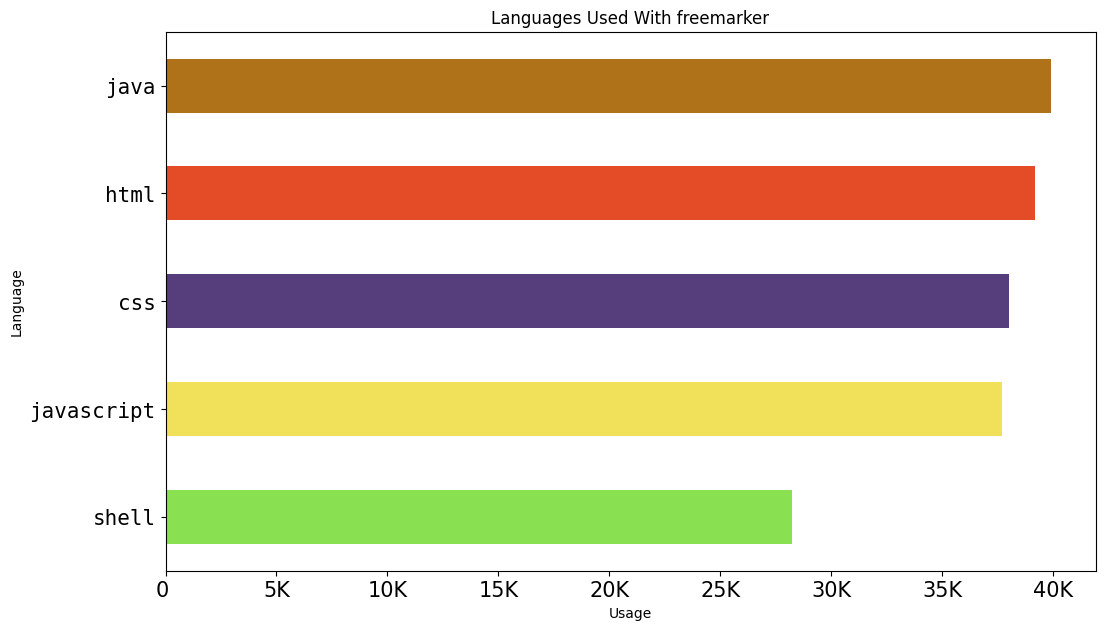 Languages Used With freemarker
java
html
css
javascript
shell
Language
0 5K 10K 15K 20K 25K 30K 35K 40K
Usage